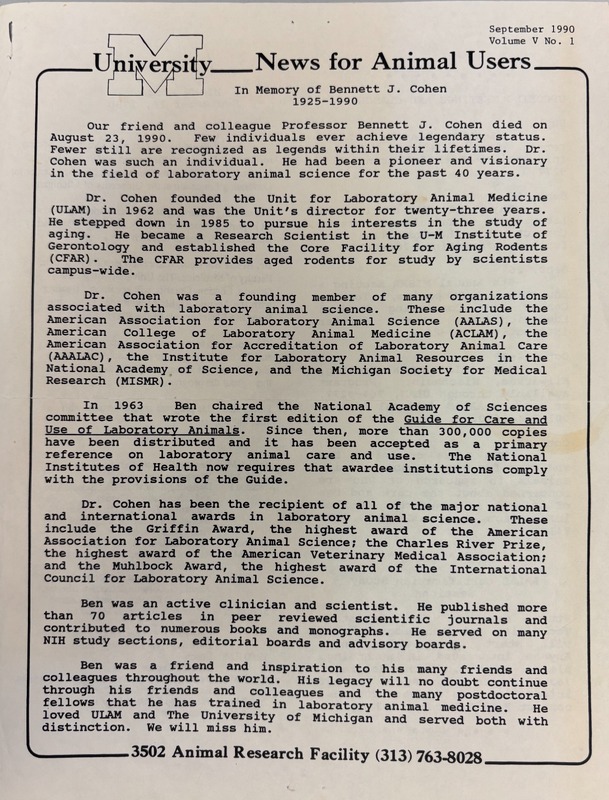 September 1990
Volume V No. 1
University News for Animal Users
In Memory of Bennett J. Cohen
1925-1990
Our friend and colleague Professor Bennett J. Cohen died on
August 23, 1990. Few individuals ever achieve legendary status.
Fewer still are recognized as legends within their lifetimes. Dr.
Cohen was such an individual. He had been a pioneer and visionary
in the field of laboratory animal science for the past 40 years.
Dr. Cohen founded the Unit for Laboratory Animal Medicine
(ULAM) in 1962 and was the Unit's director for twenty-three years.
He stepped down in 1985 to pursue his interests in the study of
aging. He became a Research Scientist in the U-M Institute of
Gerontology and established the Core Facility for Aging Rodents
(CFAR). The CFAR provides aged rodents for study by scientists
campus-wide.
Dr. Cohen was a founding member of many organizations
associated with laboratory animal science. These include the
American Association for Laboratory Animal Science (AALAS), the
American College of Laboratory Animal Medicine (ACLAM), the
American Association for Accreditation of Laboratory Animal Care
(AAALAC), the Institute for Laboratory Animal Resources in the
National Academy of Science, and the Michigan Society for Medical
Research (MISMR).
In 1963 Ben chaired the National Academy of Sciences
committee that wrote the first edition of the Guide for Care and
Use of Laboratory Animals. Since then, more than 300,000 copies
have been distributed and it has been accepted as a primary
reference on laboratory animal care and use. The National
Institutes of Health now requires that awardee institutions comply
with the provisions of the Guide.
Dr. Cohen has been the recipient of all of the major national
and international awards in laboratory animal science. These
include the Griffin Award, the highest award of the American
Association for Laboratory Animal Science; the Charles River Prize,
the highest award of the American Veterinary Medical Association;
and the Muhlbock Award, the highest award of the International
Council for Laboratory Animal Science.
Ben was an active clinician and scientist. He published more
than 70 articles in peer reviewed scientific journals and
contributed to numerous books and monographs. He served on many
NIH study sections, editorial boards and advisory boards.
Ben was a friend and inspiration to his many friends and
colleagues throughout the world. His legacy will no doubt continue
through his friends and colleagues and the many postdoctoral
fellows that he has trained in laboratory animal medicine. He
loved ULAM and The University of Michigan and served both with
distinction. We will miss him.
3502 Animal Research Facility (313) 763-8028